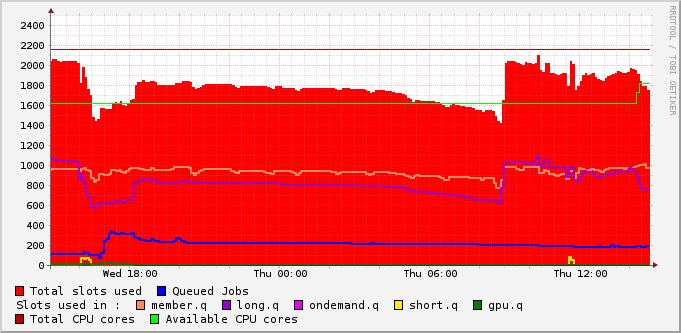 2400
2200
2000
1800
1600
1400
1200
1000
800
600
400
200
0
Wed 18:00 Thu 00:00 Thu 06:00 Thu 12:00
Total slots used Queued Jobs
Slots used in : member.q long.q ondemand.q short.q gpu.q
Total CPU cores Available CPU cores
RRDTOOL / TOBI OETIKER